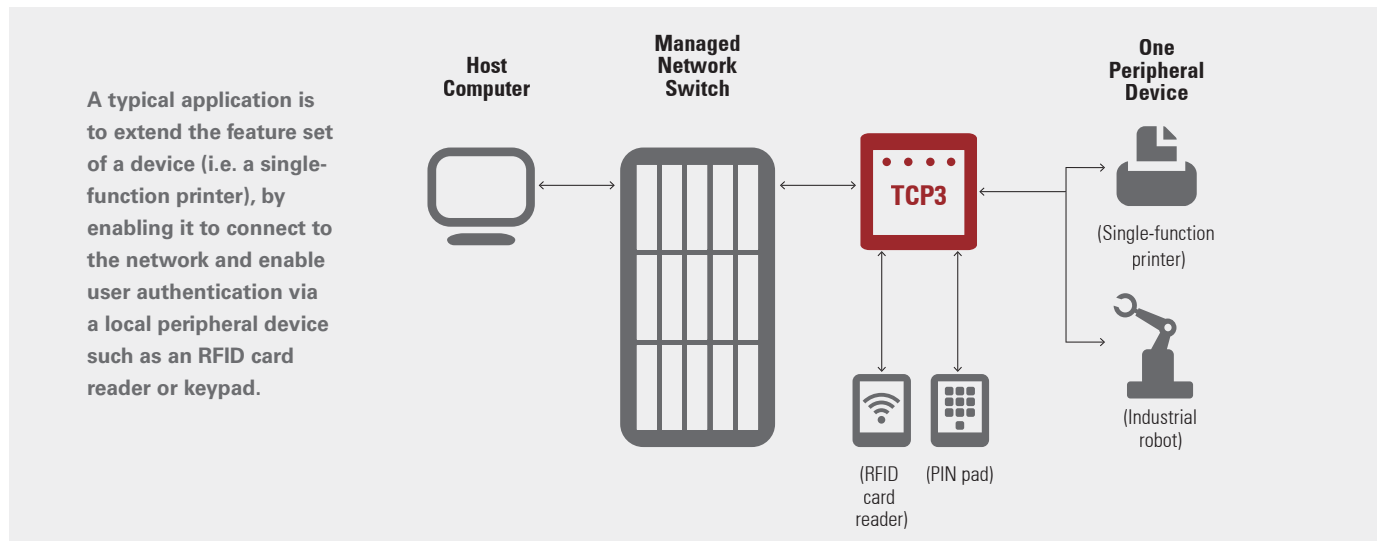 A typical application is
to extend the feature set
of a device (i.e. a single-
function printer), by
enabling it to connect to
the network and enable
user authentication via
a local peripheral device
such as an RFID card
reader or keypad.
Host
Computer
Managed
Network
Switch
TCP3
One
Peripheral
Device
(Single-function
printer)
(Industrial
robot)
(RFID
card
reader)
(PIN pad)